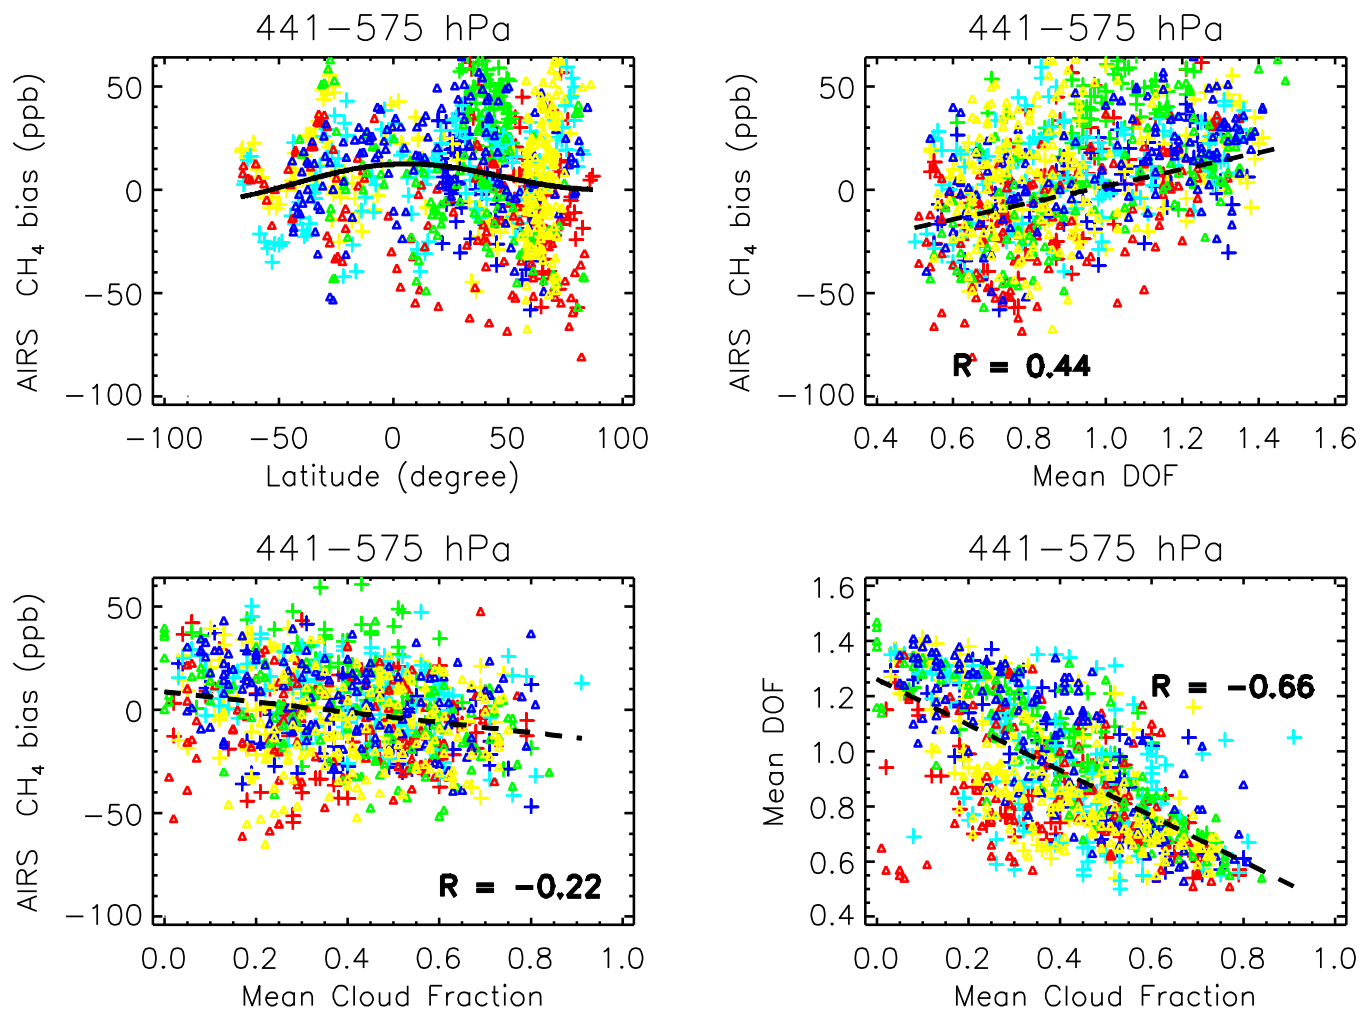 441−575 hPa
AIRS CH4 bias (ppb)
50
0
−50
−100
−100 −50 0 50 100
Latitude (degree)
441−575 hPa
AIRS CH4 bias (ppb)
50
0
−50
−100
R = 0.44
0.4 0.6 0.8 1.0 1.2 1.4 1.6
Mean DOF
441−575 hPa
AIRS CH4 bias (ppb)
50
0
−50
−100
R = −0.22
0.0 0.2 0.4 0.6 0.8 1.0
Mean Cloud Fraction
441−575 hPa
Mean DOF
1.6
1.4
1.2
1.0
0.8
0.6
0.4
R = −0.66
0.0 0.2 0.4 0.6 0.8 1.0
Mean Cloud Fraction